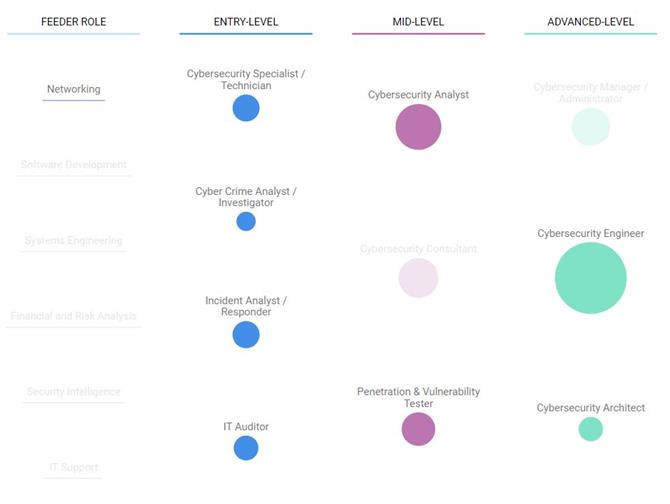 FEEDER ROLE
ENTRY-LEVEL
MID-LEVEL
ADVANCED-LEVEL
Networking
Software Development
Systems Engineering
Financial and Risk Analysis
Security Intelligence
IT Support
Cybersecurity Specialist /
Technician
Cyber Crime Analyst /
Investigator
Incident Analyst /
Responder
IT Auditor
Cybersecurity Analyst
Cybersecurity Consultant
Penetration & Vulnerability
Tester
Cybersecurity Manager /
Administrator
Cybersecurity Engineer
Cybersecurity Architect